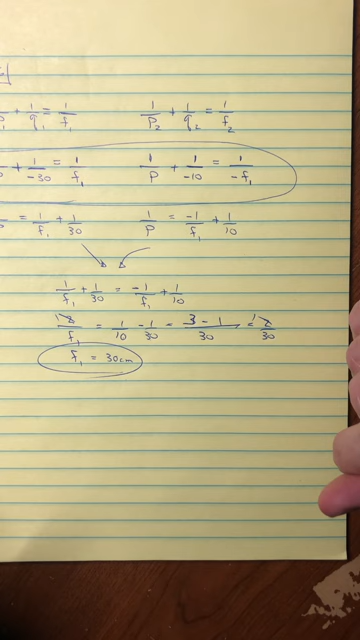 1/p₁ + 1/q₁ = 1/f₁    1/p₂ + 1/q₂ = 1/f₂
+ 1/-30 = 1/f₁    1/p + 1/-10 = 1/-f₁
= 1/f₁ + 1/30    1/p = -1/f₁ + 1/10
1/f₁ + 1/30 = -1/f₁ + 1/10
2/f₁ = 1/10 - 1/30 = 3-1/30 = 2/30
f₁ = 30cm